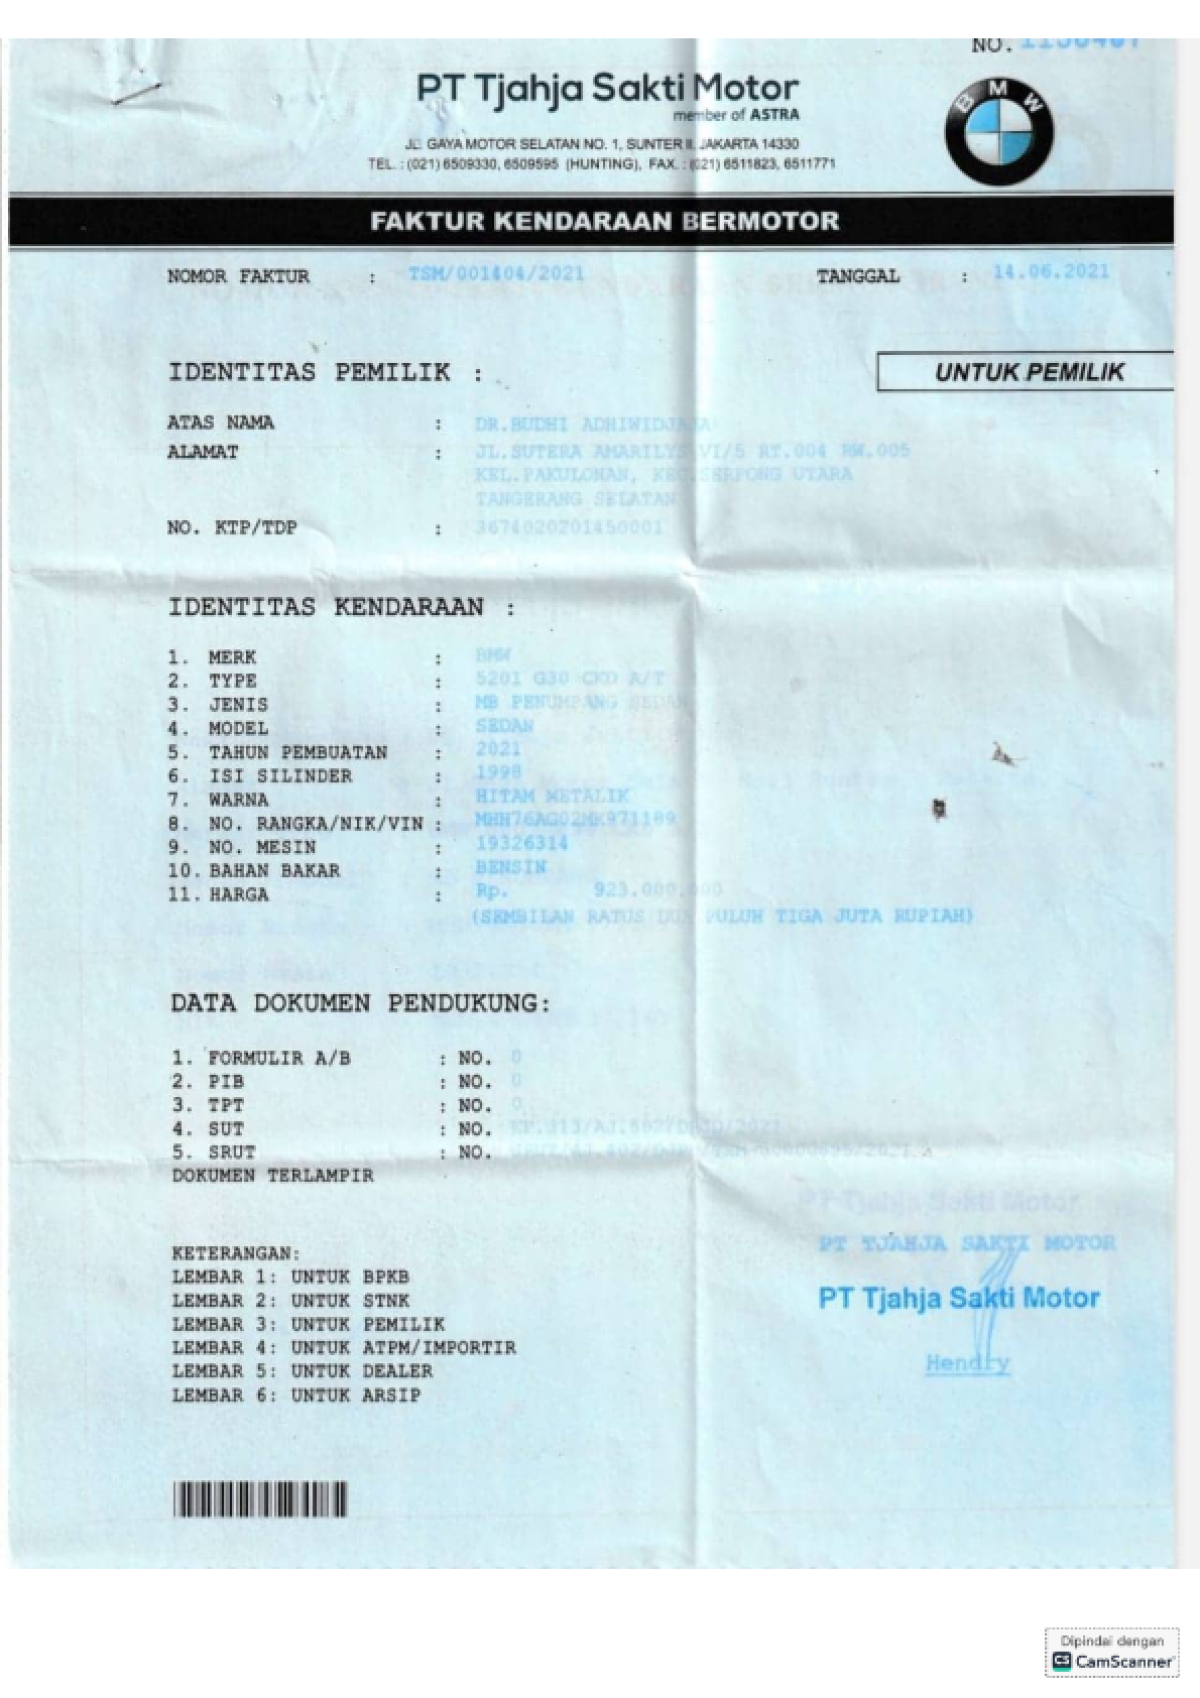 NO.
PT Tjahja Sakti Motor
member of ASTRA
JL. GAYA MOTOR SELATAN NO. 1, SUNTER II, JAKARTA 14330
TEL. : (021) 6509330, 6509595 (HUNTING), FAX. : (021) 6511823, 6511771
BMW
FAKTUR KENDARAAN BERMOTOR
NOMOR FAKTUR : TSM/001404/2021 TANGGAL : 14.06.2021
IDENTITAS PEMILIK :
UNTUK PEMILIK
ATAS NAMA : DR.BUDHI ADHIWIDJAJA
ALAMAT : JL.SUTERA AMARILYS VI/5 RT.004 RW.005
KEL.PAKULONAN, KEC.SERPONG UTARA
TANGERANG SELATAN
NO. KTP/TDP : 3674020201450001
IDENTITAS KENDARAAN :
1. MERK : BMW
2. TYPE : 520i G30 CKD A/T
3. JENIS : MB PENUMPANG SEDAN
4. MODEL : SEDAN
5. TAHUN PEMBUATAN : 2021
6. ISI SILINDER : 1998
7. WARNA : HITAM METALIK
8. NO. RANGKA/NIK/VIN : MHH76AG02MK971189
9. NO. MESIN : 19326314
10. BAHAN BAKAR : BENSIN
11. HARGA : Rp. 923.000.000
(SEMBILAN RATUS DUA PULUH TIGA JUTA RUPIAH)
DATA DOKUMEN PENDUKUNG:
1. FORMULIR A/B : NO. 0
2. PIB : NO. 0
3. TPT : NO. 0
4. SUT : NO.
5. SRUT : NO.
DOKUMEN TERLAMPIR
PT Tjahja Sakti Motor
PT TJAHJA SAKTI MOTOR
KETERANGAN:
LEMBAR 1: UNTUK BPKB
LEMBAR 2: UNTUK STNK
PT Tjahja Sakti Motor
LEMBAR 3: UNTUK PEMILIK
LEMBAR 4: UNTUK ATPM/IMPORTIR
Hendry
LEMBAR 5: UNTUK DEALER
LEMBAR 6: UNTUK ARSIP
Dipindai dengan
CS CamScanner